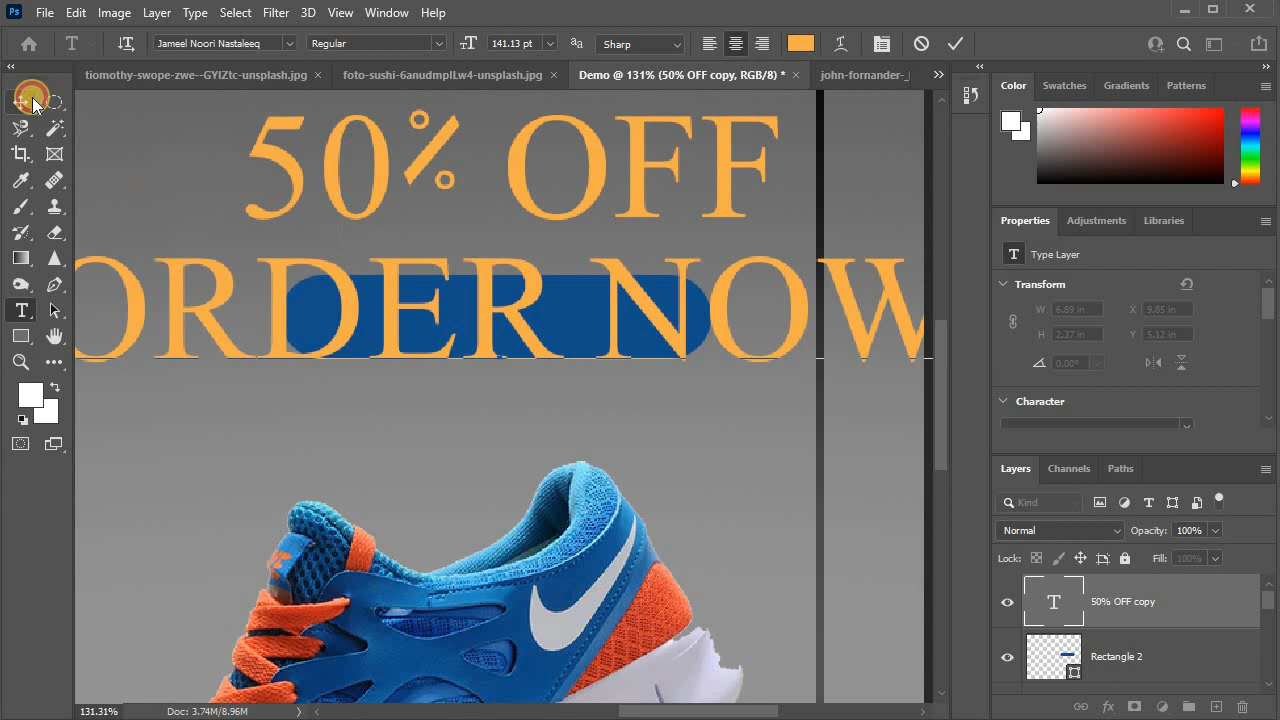 Ps File Edit Image Layer Type Select Filter 3D View Window Help
Jameel Noori Nastaleeq Regular 141.13 pt Sharp
tiomothy-swope-zwe--GYIZtc-unsplash.jpg × foto-sushi-6anudmpILw4-unsplash.jpg × Demo @ 131% (50% OFF copy, RGB/8) * × john-fornander-_
Color Swatches Gradients Patterns
50% OFF
ORDER NOW
Properties Adjustments Libraries
T Type Layer
Transform
W: 6.89 in X: 9.85 in
H: 2.37 in Y: 5.12 in
0.00°
Character
Layers Channels Paths
Kind
Normal Opacity: 100%
Lock: Fill: 100%
T 50% OFF copy
Rectangle 2
131.31% Doc: 3.74M/8.96M